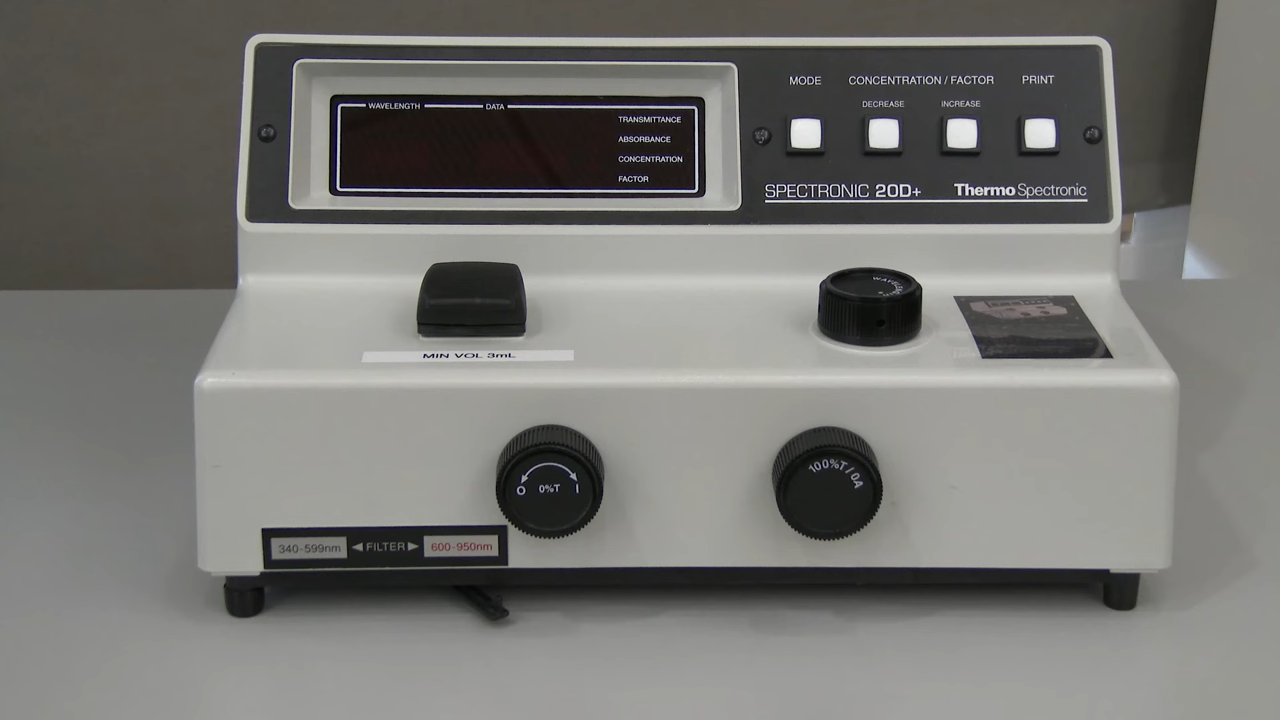 WAVELENGTH DATA
TRANSMITTANCE
ABSORBANCE
CONCENTRATION
FACTOR
MODE CONCENTRATION / FACTOR PRINT
DECREASE INCREASE
SPECTRONIC 20D+ Thermo Spectronic
WAVELENGTH
MIN VOL 3mL
O 0%T I
100%T/0A
340-599nm ◀ FILTER ▶ 600-950nm